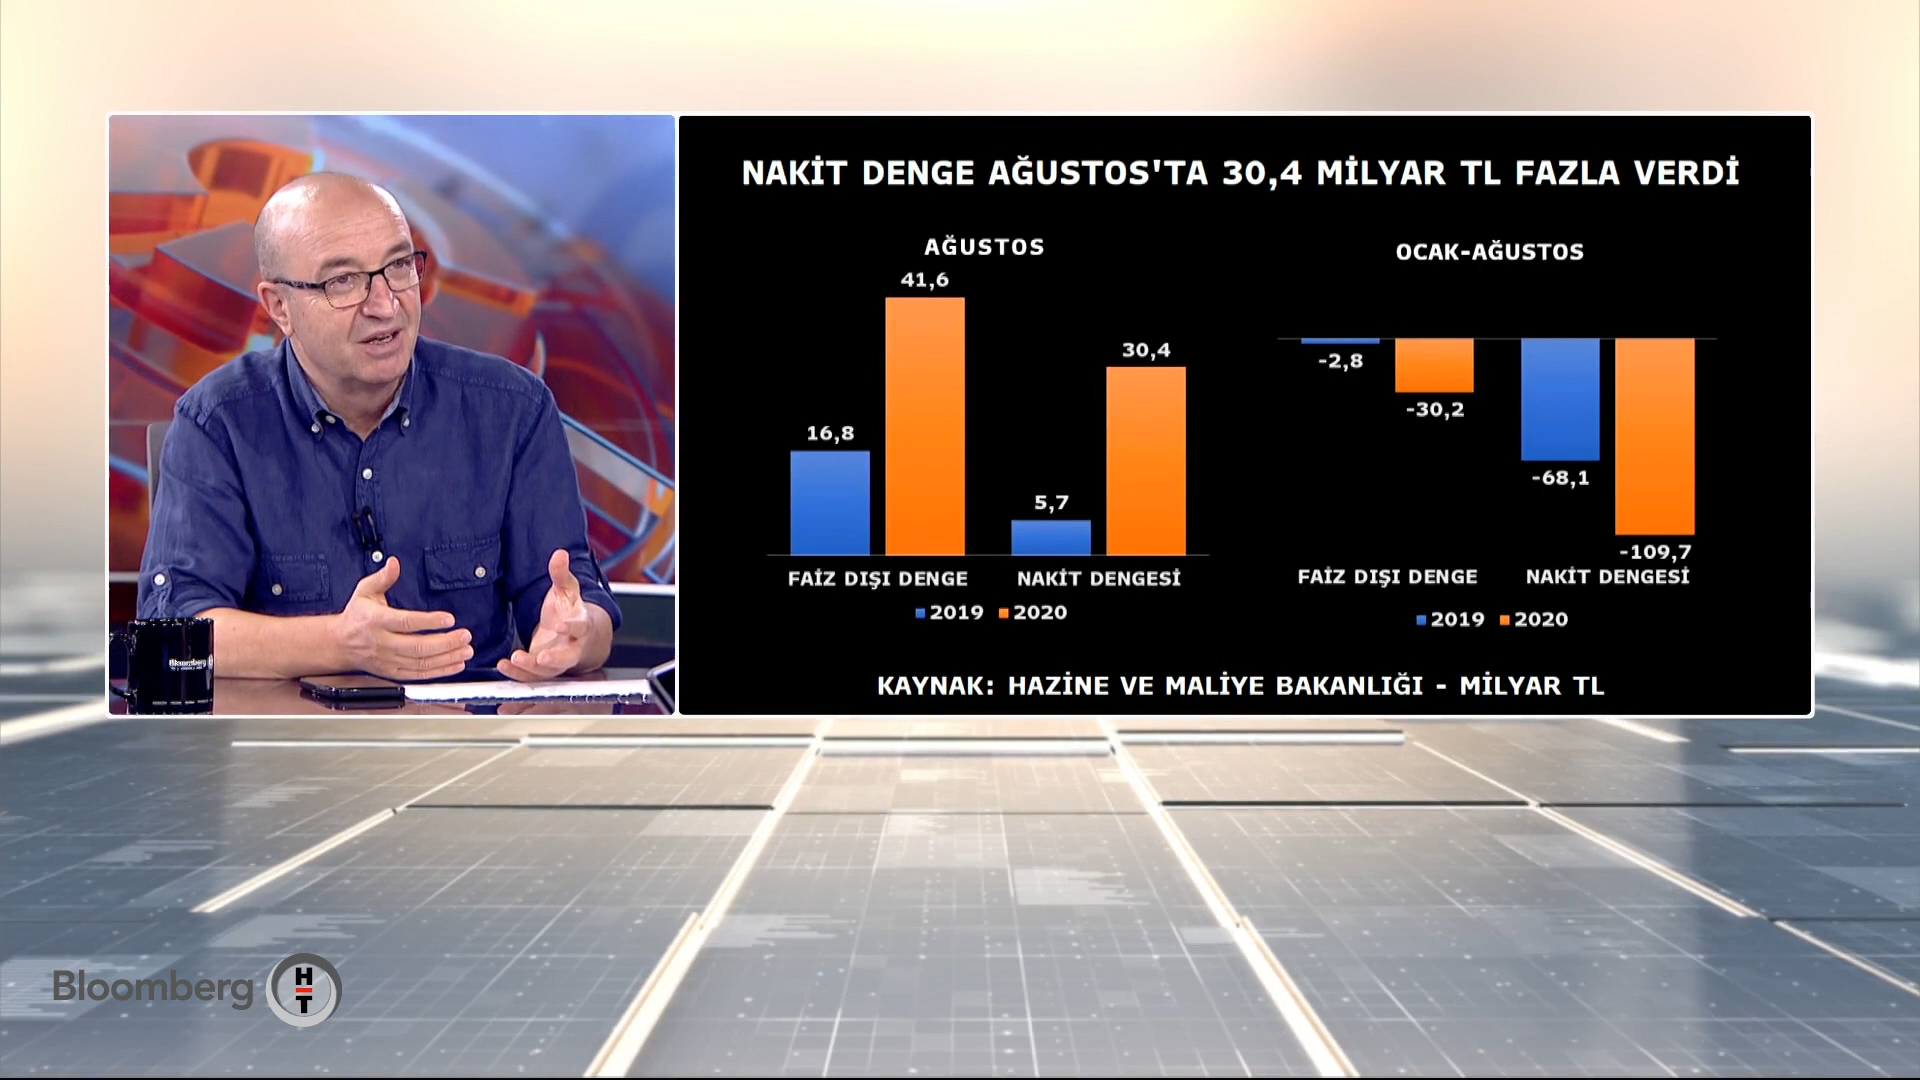 NAKİT DENGE AĞUSTOS'TA 30,4 MİLYAR TL FAZLA VERDİ
AĞUSTOS
41,6
30,4
16,8
5,7
FAİZ DIŞI DENGE
NAKİT DENGESİ
2019
2020
OCAK-AĞUSTOS
-2,8
-30,2
-68,1
-109,7
FAİZ DIŞI DENGE
NAKİT DENGESİ
2019
2020
KAYNAK: HAZİNE VE MALİYE BAKANLIĞI - MİLYAR TL
Bloomberg
Bloomberg HT